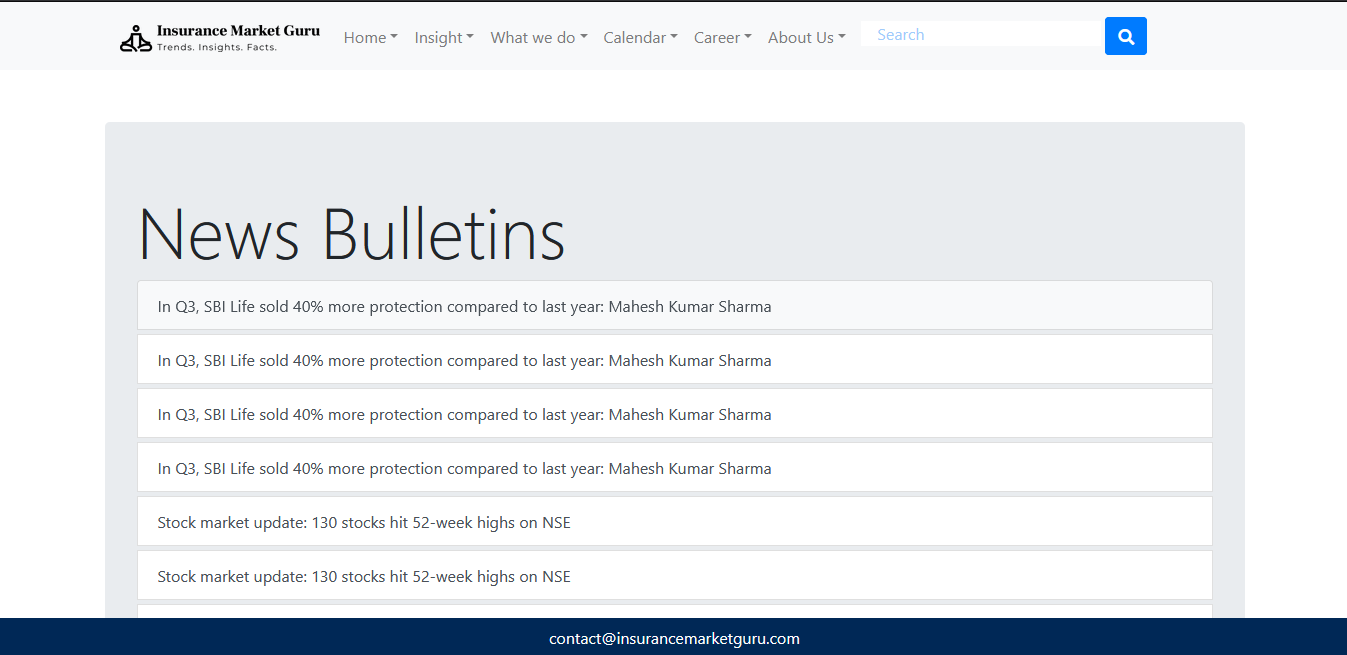 Insurance Market Guru
Trends. Insights. Facts.
Home Insight What we do Calendar Career About Us Search
News Bulletins
In Q3, SBI Life sold 40% more protection compared to last year: Mahesh Kumar Sharma
In Q3, SBI Life sold 40% more protection compared to last year: Mahesh Kumar Sharma
In Q3, SBI Life sold 40% more protection compared to last year: Mahesh Kumar Sharma
In Q3, SBI Life sold 40% more protection compared to last year: Mahesh Kumar Sharma
Stock market update: 130 stocks hit 52-week highs on NSE
Stock market update: 130 stocks hit 52-week highs on NSE
contact@insurancemarketguru.com